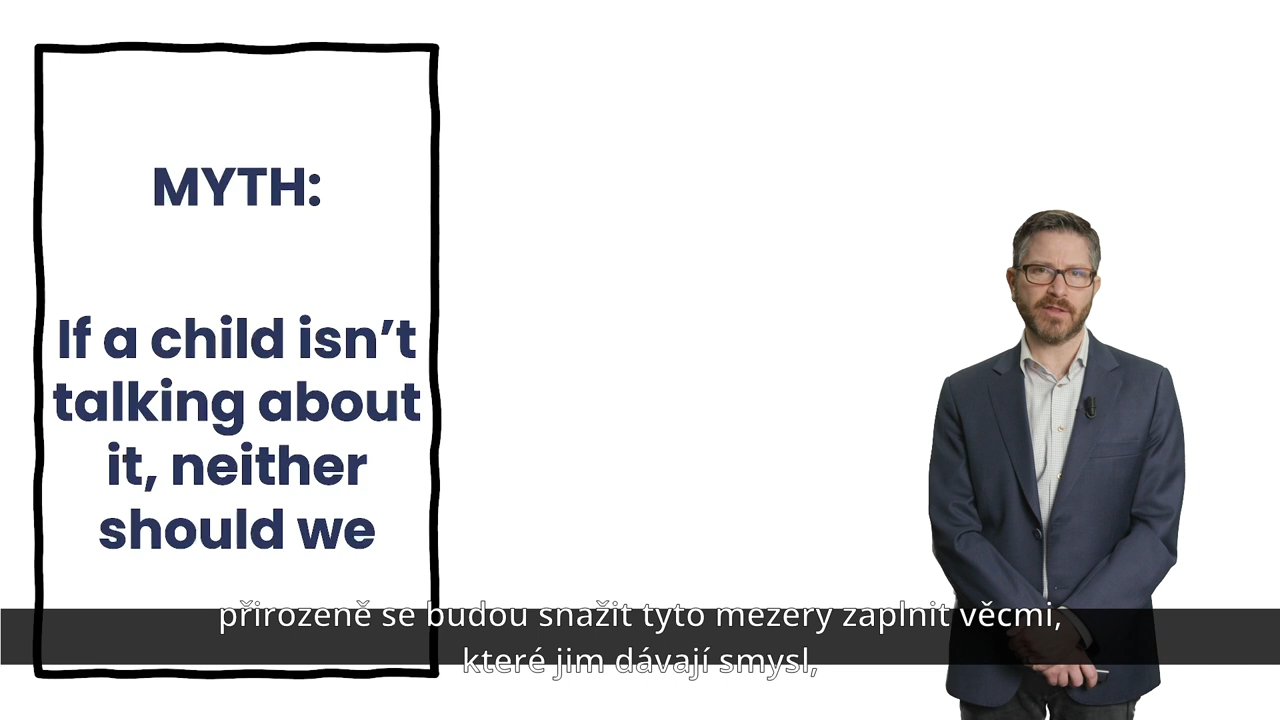 MYTH:
If a child isn’t
talking about
it, neither
should we
přirozeně se budou snažit tyto mezery zaplnit věcmi,
které jim dávají smysl,